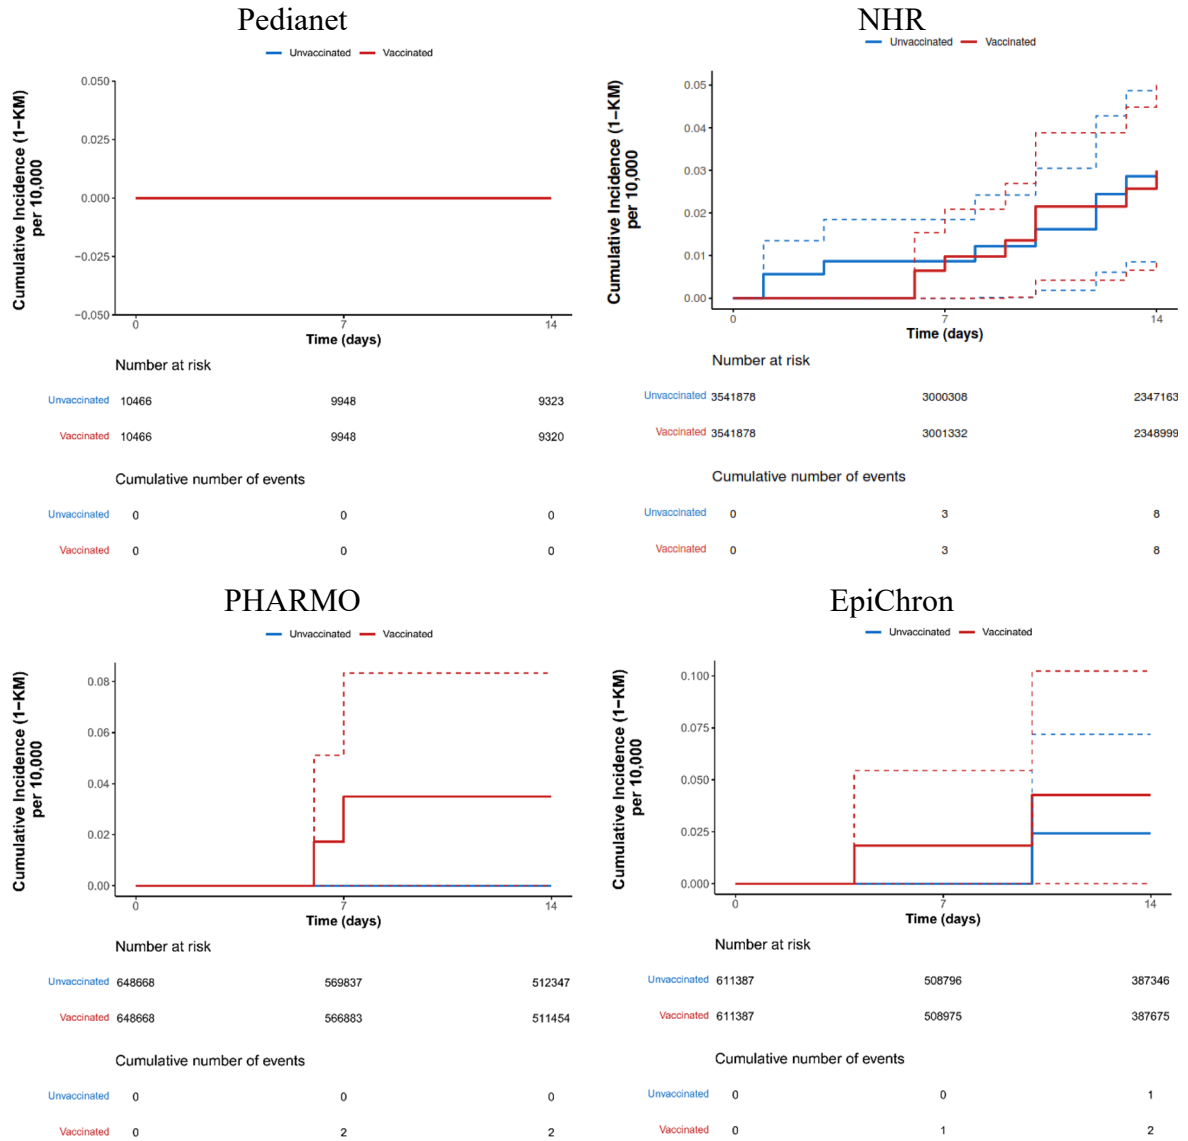 Pedianet
Unvaccinated Vaccinated
Cumulative Incidence (1−KM)
per 10,000
0.050
0.025
0.000
−0.025
−0.050
0 7 14
Time (days)
Number at risk
Unvaccinated 10466 9948 9323
Vaccinated 10466 9948 9320
Cumulative number of events
Unvaccinated 0 0 0
Vaccinated 0 0 0
NHR
Unvaccinated Vaccinated
Cumulative Incidence (1−KM)
per 10,000
0.05
0.04
0.03
0.02
0.01
0.00
0 7 14
Time (days)
Number at risk
Unvaccinated 3541878 3000308 2347163
Vaccinated 3541878 3001332 2348999
Cumulative number of events
Unvaccinated 0 3 8
Vaccinated 0 3 8
PHARMO
Unvaccinated Vaccinated
Cumulative Incidence (1−KM)
per 10,000
0.08
0.06
0.04
0.02
0.00
0 7 14
Time (days)
Number at risk
Unvaccinated 648668 569837 512347
Vaccinated 648668 566883 511454
Cumulative number of events
Unvaccinated 0 0 0
Vaccinated 0 2 2
EpiChron
Unvaccinated Vaccinated
Cumulative Incidence (1−KM)
per 10,000
0.100
0.075
0.050
0.025
0.000
0 7 14
Time (days)
Number at risk
Unvaccinated 611387 508796 387346
Vaccinated 611387 508975 387675
Cumulative number of events
Unvaccinated 0 0 1
Vaccinated 0 1 2